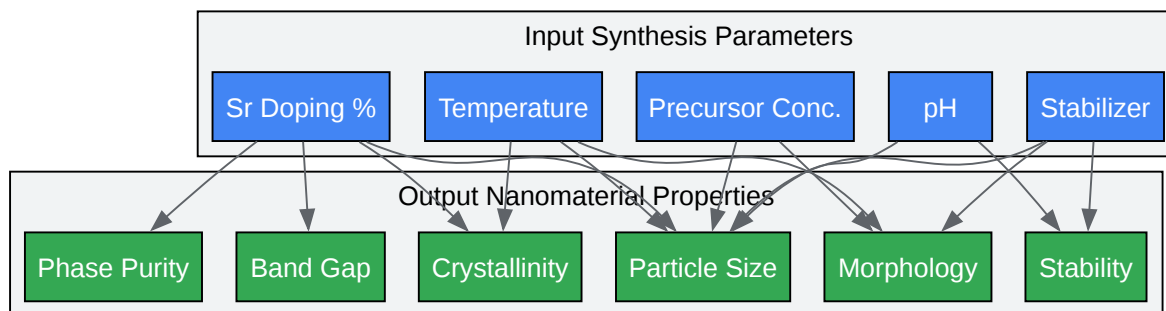 Input Synthesis Parameters
Sr Doping %
Temperature
Precursor Conc.
pH
Stabilizer
Output Nanomaterial Properties
Phase Purity
Band Gap
Crystallinity
Particle Size
Morphology
Stability